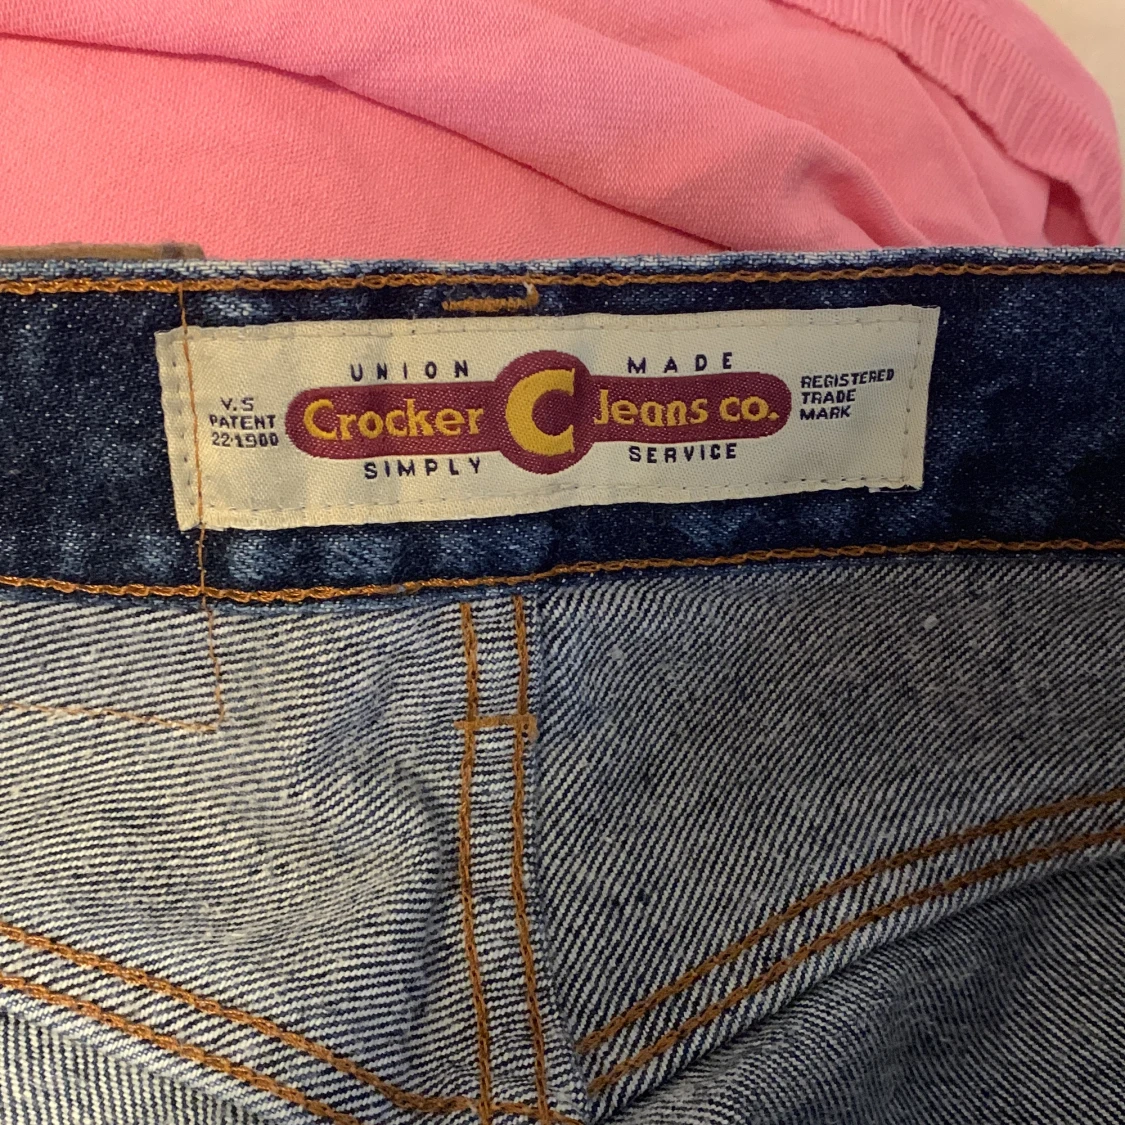 UNION MADE
V.S
PATENT
22·1900
Crocker C Jeans co.
REGISTERED
TRADE
MARK
SIMPLY SERVICE